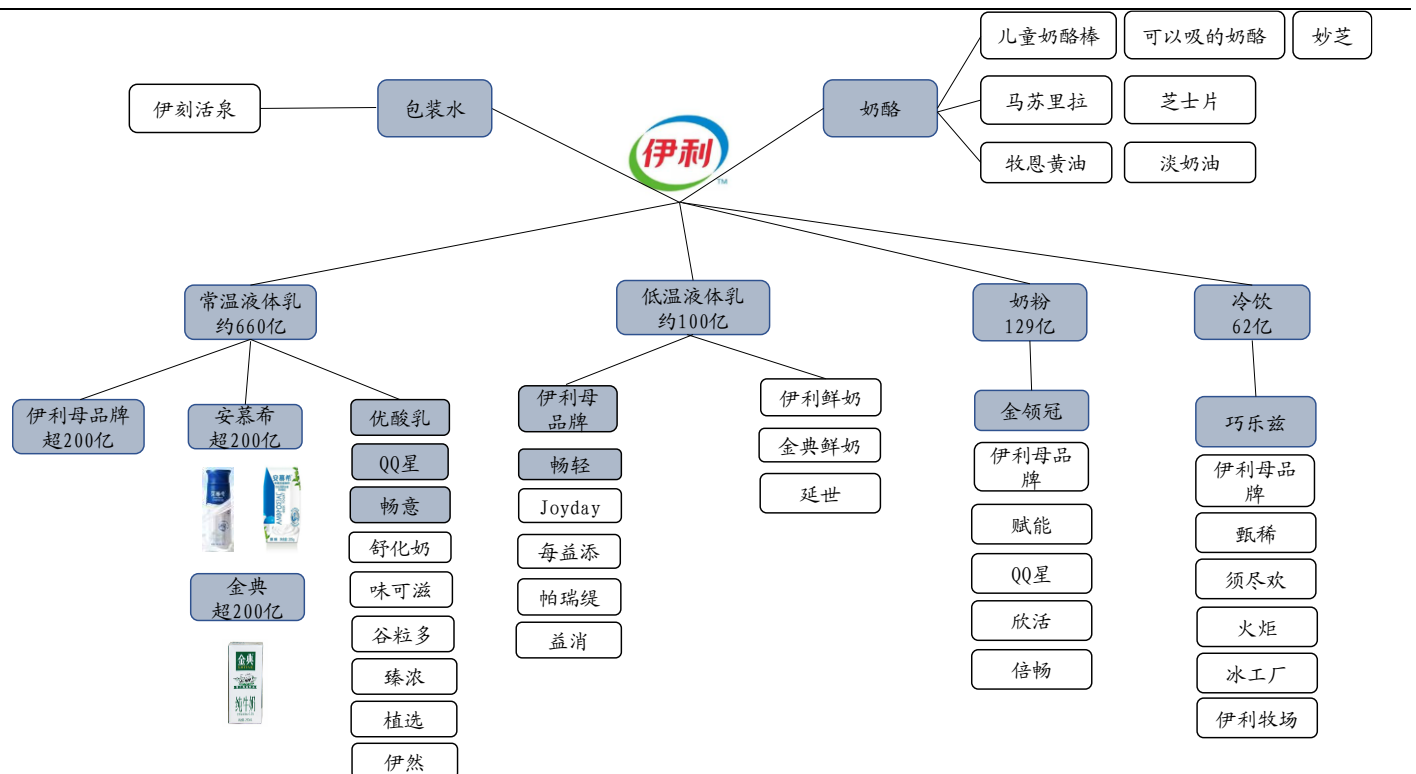 儿童奶酪棒
可以吸的奶酪
妙芝
伊刻活泉
包装水
奶酪
马苏里拉
芝士片
伊利
TM
牧恩黄油
淡奶油
常温液体乳
约660亿
低温液体乳
约100亿
奶粉
129亿
冷饮
62亿
伊利母品牌
超200亿
安慕希
超200亿
金典
超200亿
优酸乳
QQ星
畅意
舒化奶
味可滋
谷粒多
臻浓
植选
伊然
伊利母
品牌
畅轻
Joyday
每益添
帕瑞缇
益消
伊利鲜奶
金典鲜奶
延世
金领冠
伊利母品
牌
赋能
QQ星
欣活
倍畅
巧乐兹
伊利母品
牌
甄稀
须尽欢
火炬
冰工厂
伊利牧场
安慕希
金典
纯牛奶